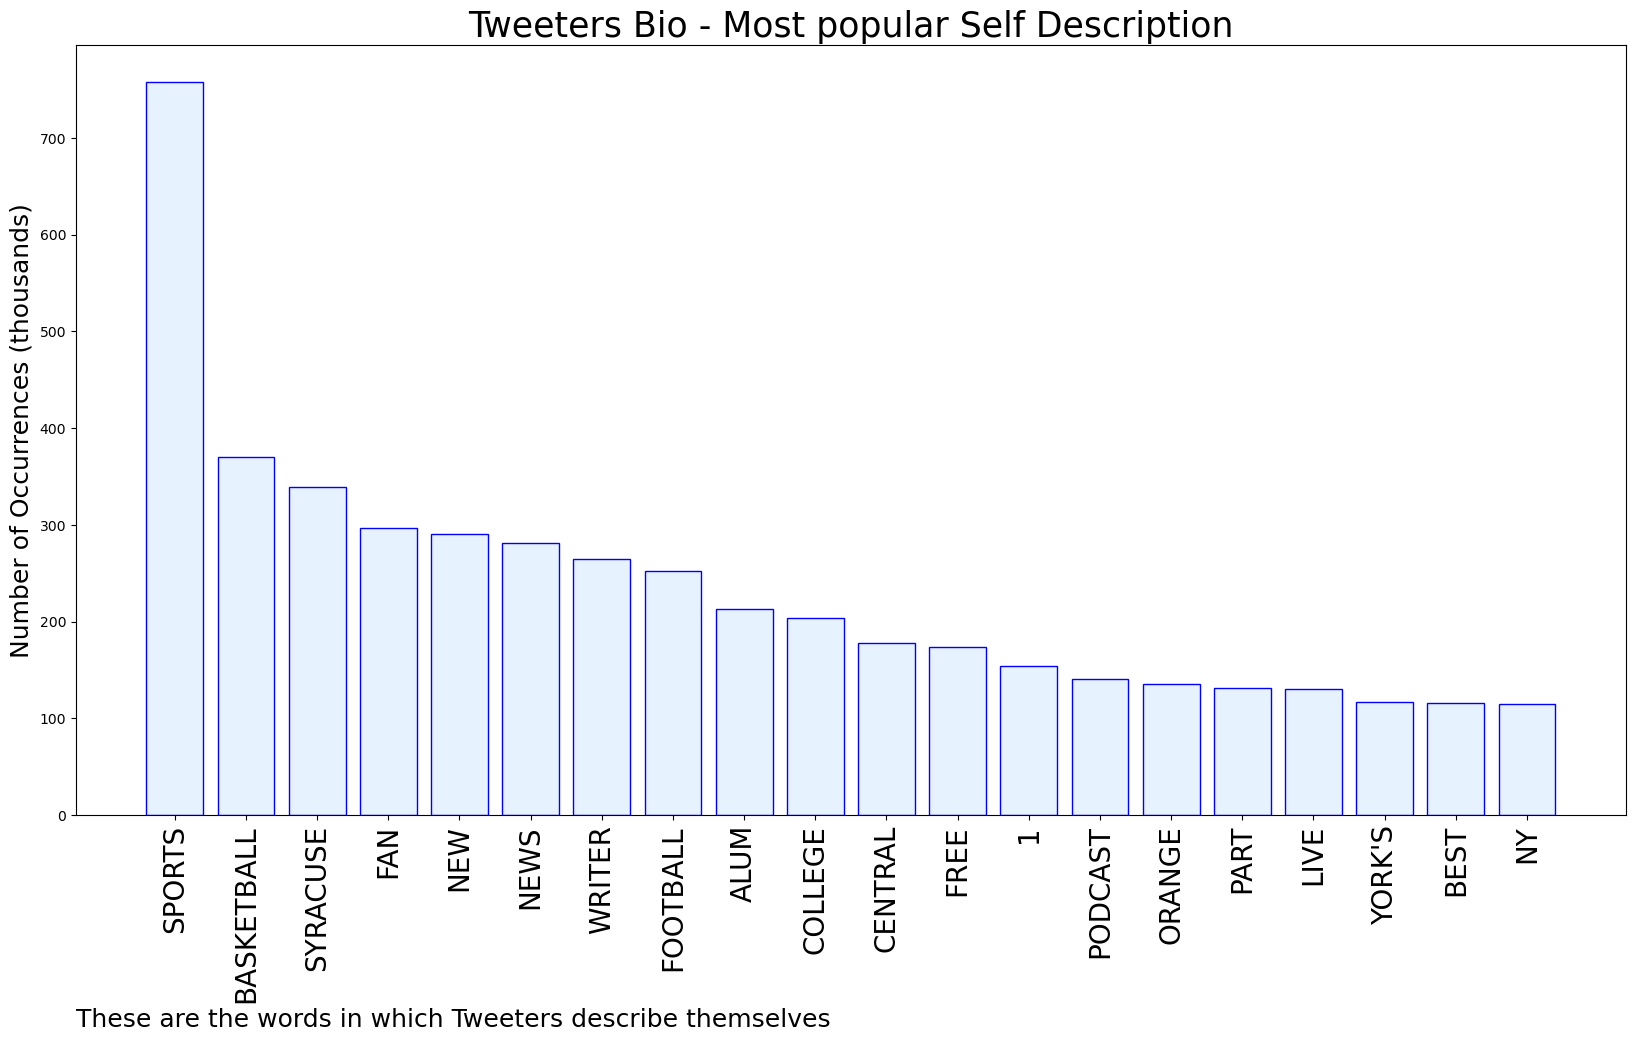 Tweeters Bio - Most popular Self Description
Number of Occurrences (thousands)
700
600
500
400
300
200
100
0
SPORTS
BASKETBALL
SYRACUSE
FAN
NEW
NEWS
WRITER
FOOTBALL
ALUM
COLLEGE
CENTRAL
FREE
1
PODCAST
ORANGE
PART
LIVE
YORK'S
BEST
NY
These are the words in which Tweeters describe themselves